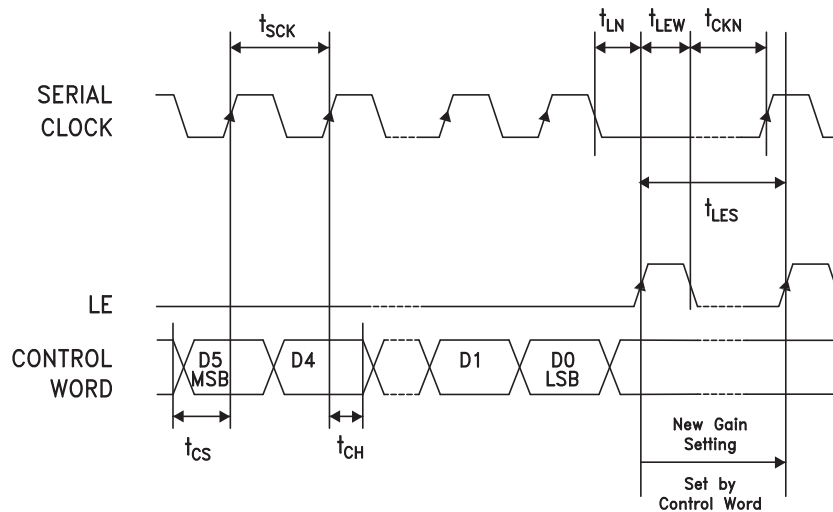 tSCK
tLN
tLEW
tCKN
SERIAL
CLOCK
tLES
LE
CONTROL
WORD
D5
MSB
D4
D1
D0
LSB
tCS
tCH
New Gain
Setting
Set by
Control Word